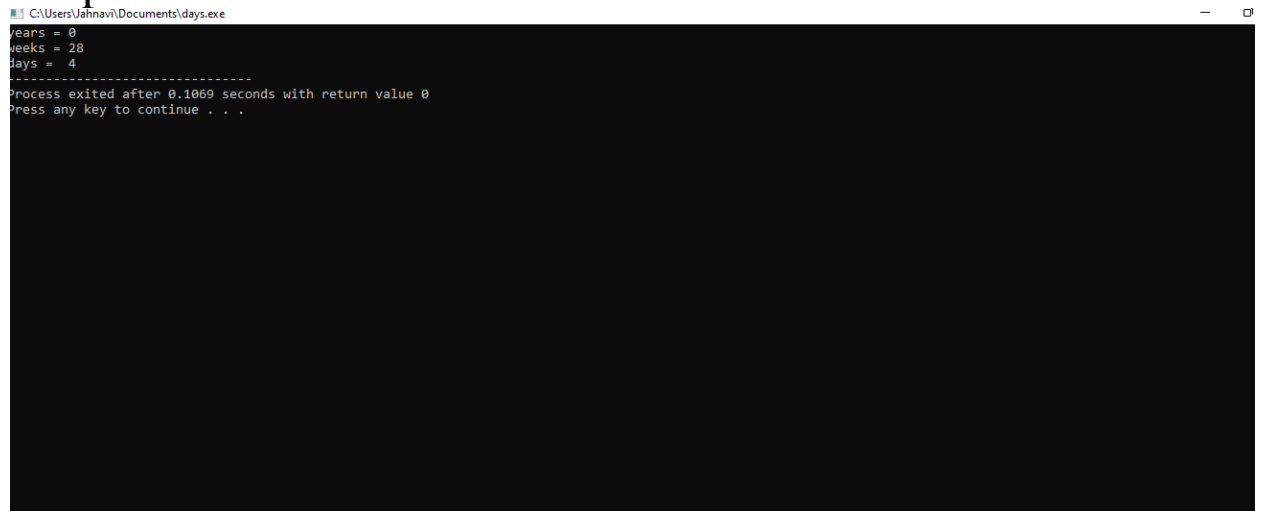 C:\Users\Jahnavi\Documents\days.exe
years = 0
weeks = 28
days =  4
--------------------------------
Process exited after 0.1069 seconds with return value 0
Press any key to continue . . .